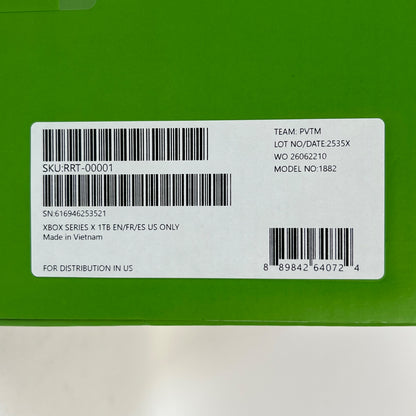 SKU:RRT-00001
SN:616946253521
XBOX SERIES X 1TB EN/FR/ES US ONLY
Made in Vietnam
FOR DISTRIBUTION IN US
TEAM: PVTM
LOT NO/DATE:2535X
WO 26062210
MODEL NO:1882
8 89842 64072 4